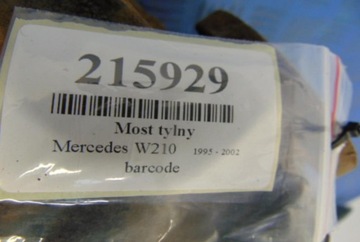 215929
Most tylny
Mercedes W210 1995 - 2002
barcode